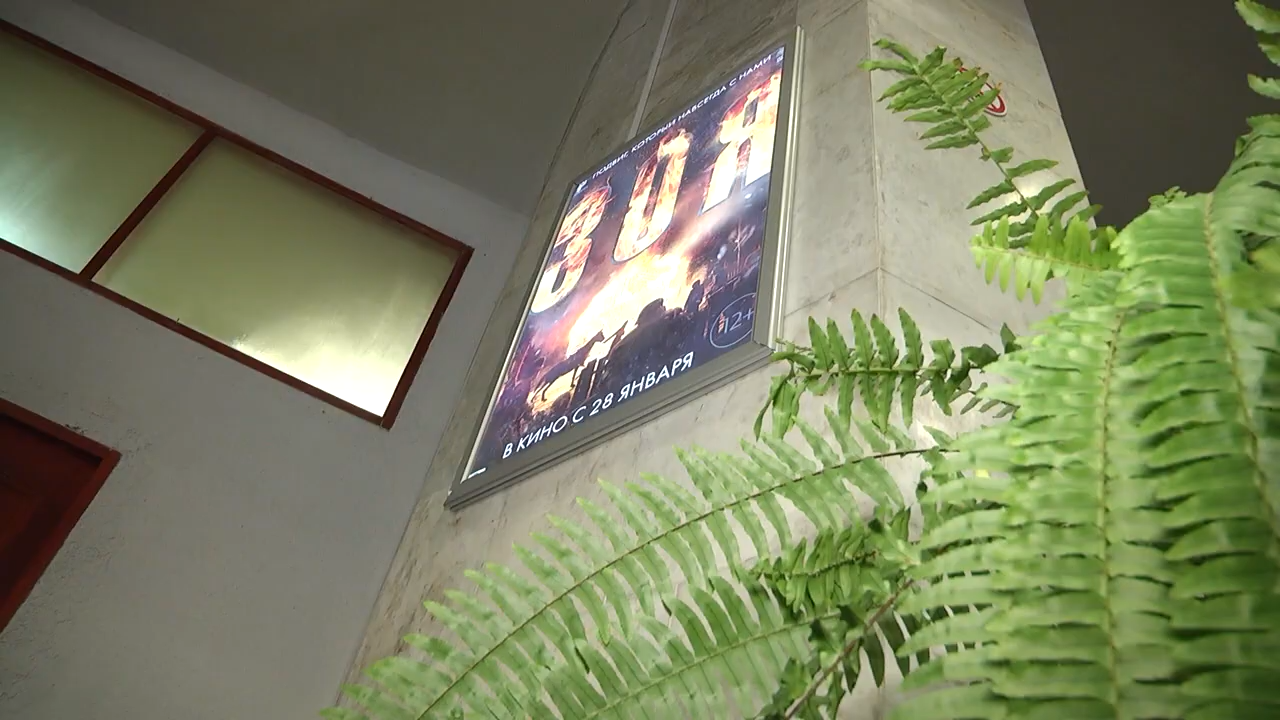 ПОДВИГ, КОТОРЫЙ НАВСЕГДА С НАМИ
ЗОЯ
12+
В КИНО С 28 ЯНВАРЯ